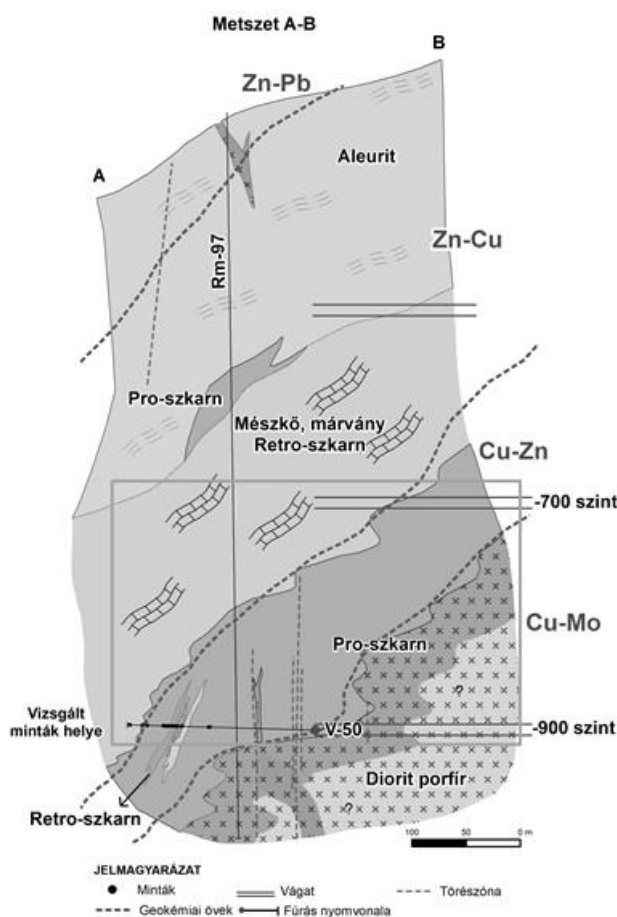 Metszet A-B
B
Zn-Pb
Aleurit
A
Zn-Cu
Rm-97
Pro-szkarn
Mészkő, márvány
Retro-szkarn
Cu-Zn
-700 szint
Pro-szkarn
Cu-Mo
?
Vizsgált
minták helye
V-50
-900 szint
Diorit porfír
?
Retro-szkarn
100 50 0 m
JELMAGYARÁZAT
Minták
Vágat
Törészóna
Geokémiai övek
Fúrás nyomvonala